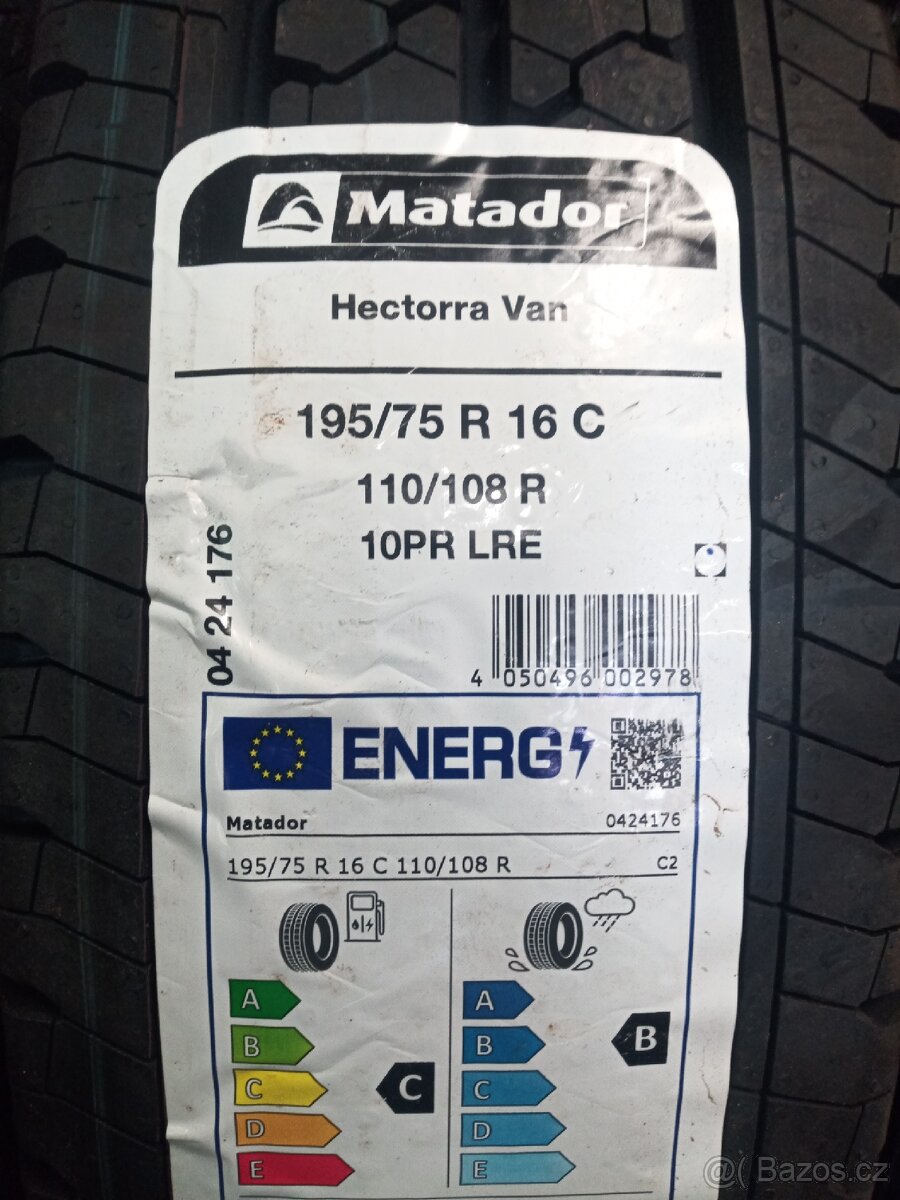 Matador
Hectorra Van
195/75 R 16 C
110/108 R
10PR LRE
04 24 176
4 050496 002978
ENERG
Matador 0424176
195/75 R 16 C 110/108 R C2
A
B
C
D
E
C
A
B
C
D
E
B
@( Bazos.cz